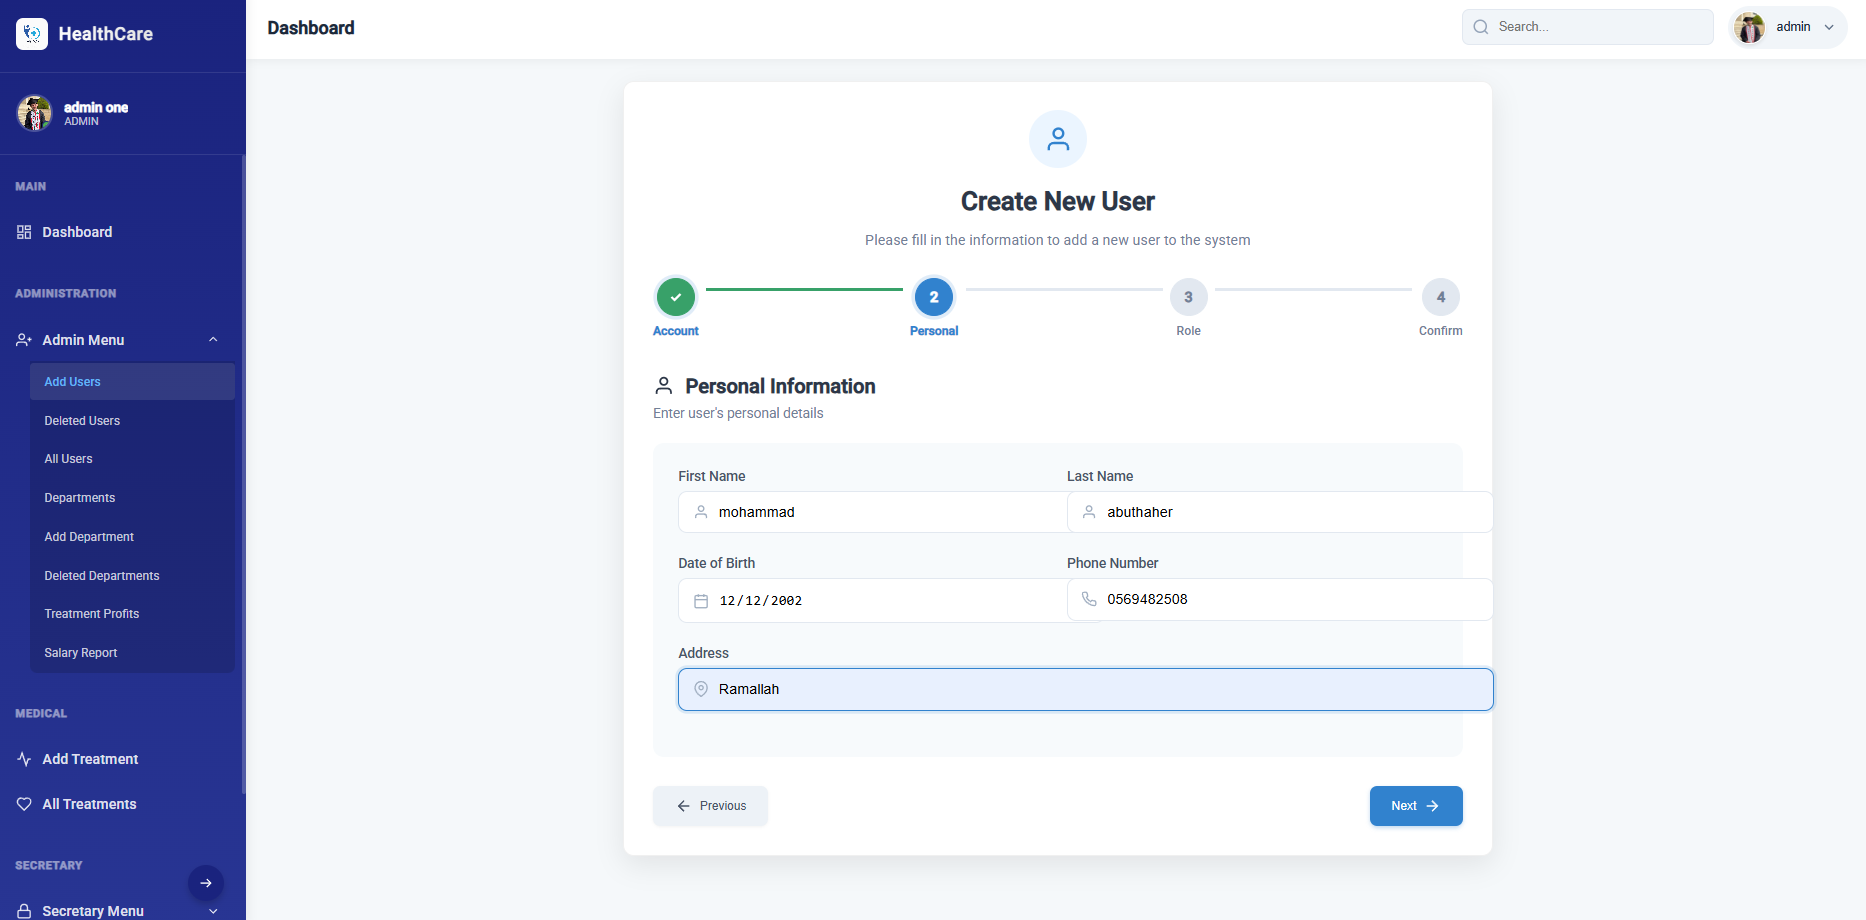 HealthCare
admin one
ADMIN
MAIN
Dashboard
ADMINISTRATION
Admin Menu
Add Users
Deleted Users
All Users
Departments
Add Department
Deleted Departments
Treatment Profits
Salary Report
MEDICAL
Add Treatment
All Treatments
SECRETARY
Secretary Menu
Dashboard
Search...
admin
Create New User
Please fill in the information to add a new user to the system
2
3
4
Account
Personal
Role
Confirm
Personal Information
Enter user's personal details
First Name
Last Name
mohammad
abuthaher
Date of Birth
Phone Number
12/12/2002
0569482508
Address
Ramallah
Previous
Next